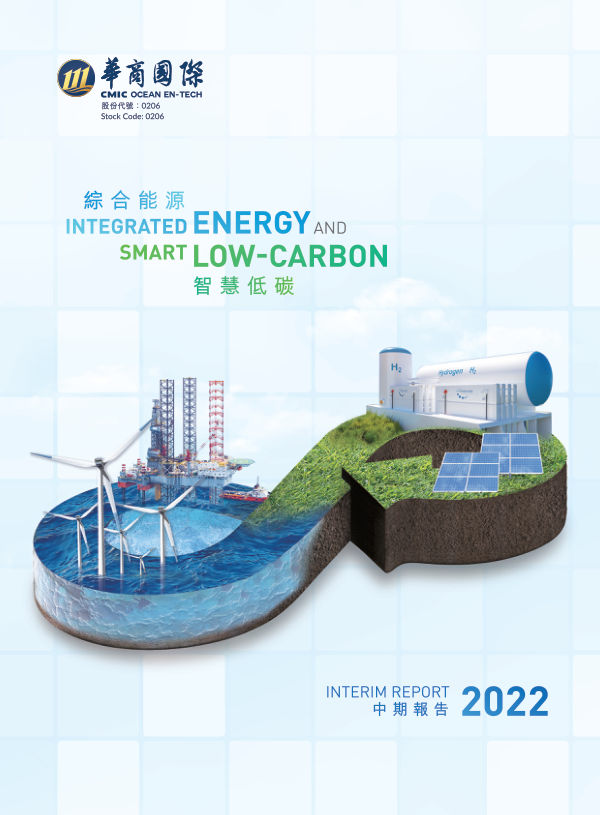 華商國際
CMIC OCEAN EN-TECH
股份代號：0206
Stock Code: 0206
綜合能源
INTEGRATED ENERGY AND
SMART LOW-CARBON
智慧低碳
H2
Hydrogen H2
INTERIM REPORT 2022
中期報告